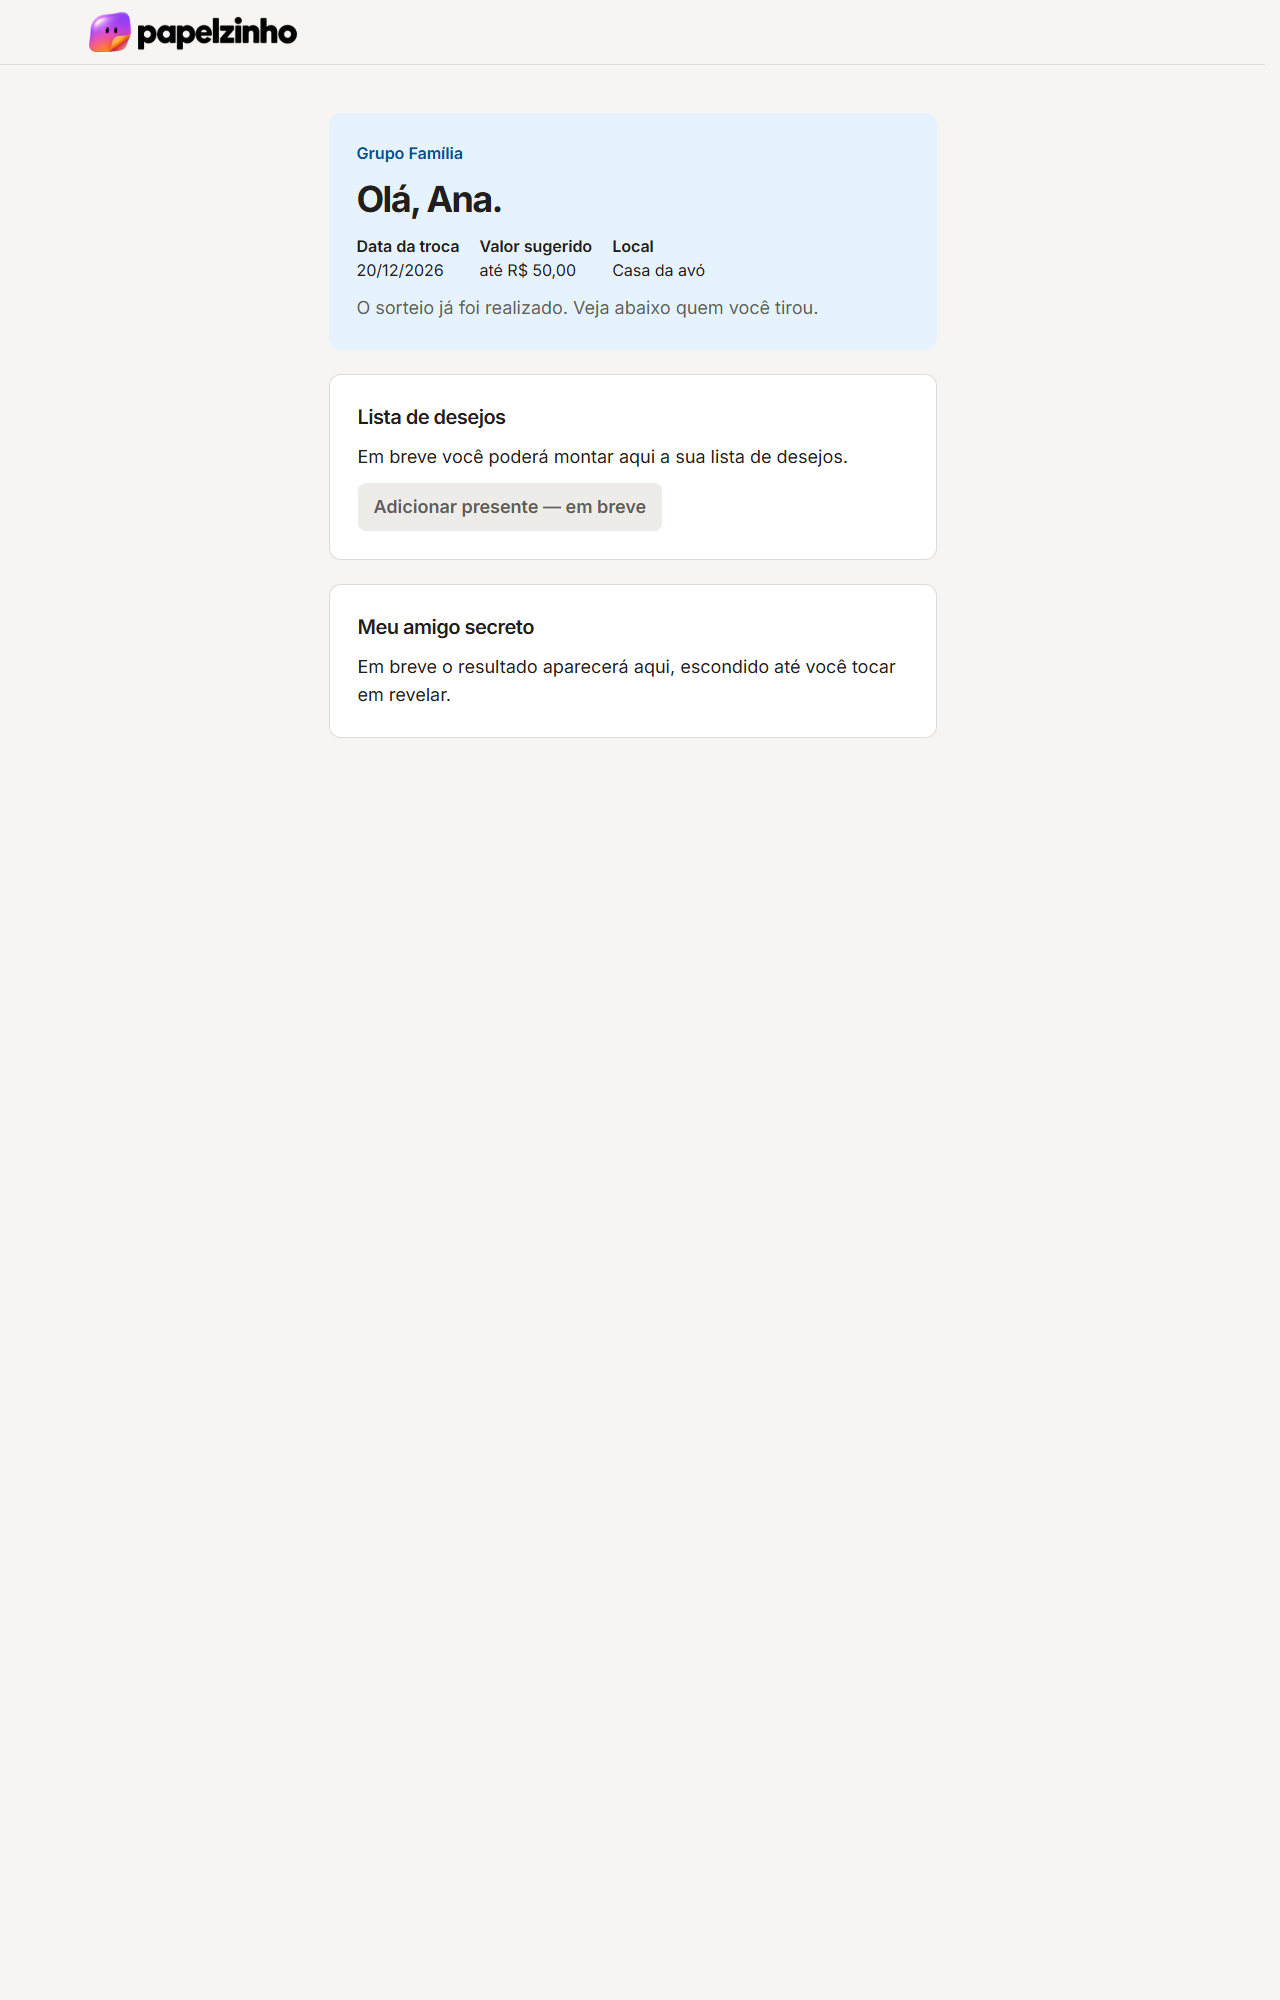 papelzinho
Grupo Família
Olá, Ana.
Data da troca
20/12/2026
Valor sugerido
até R$ 50,00
Local
Casa da avó
O sorteio já foi realizado. Veja abaixo quem você tirou.
Lista de desejos
Em breve você poderá montar aqui a sua lista de desejos.
Adicionar presente — em breve
Meu amigo secreto
Em breve o resultado aparecerá aqui, escondido até você tocar
em revelar.